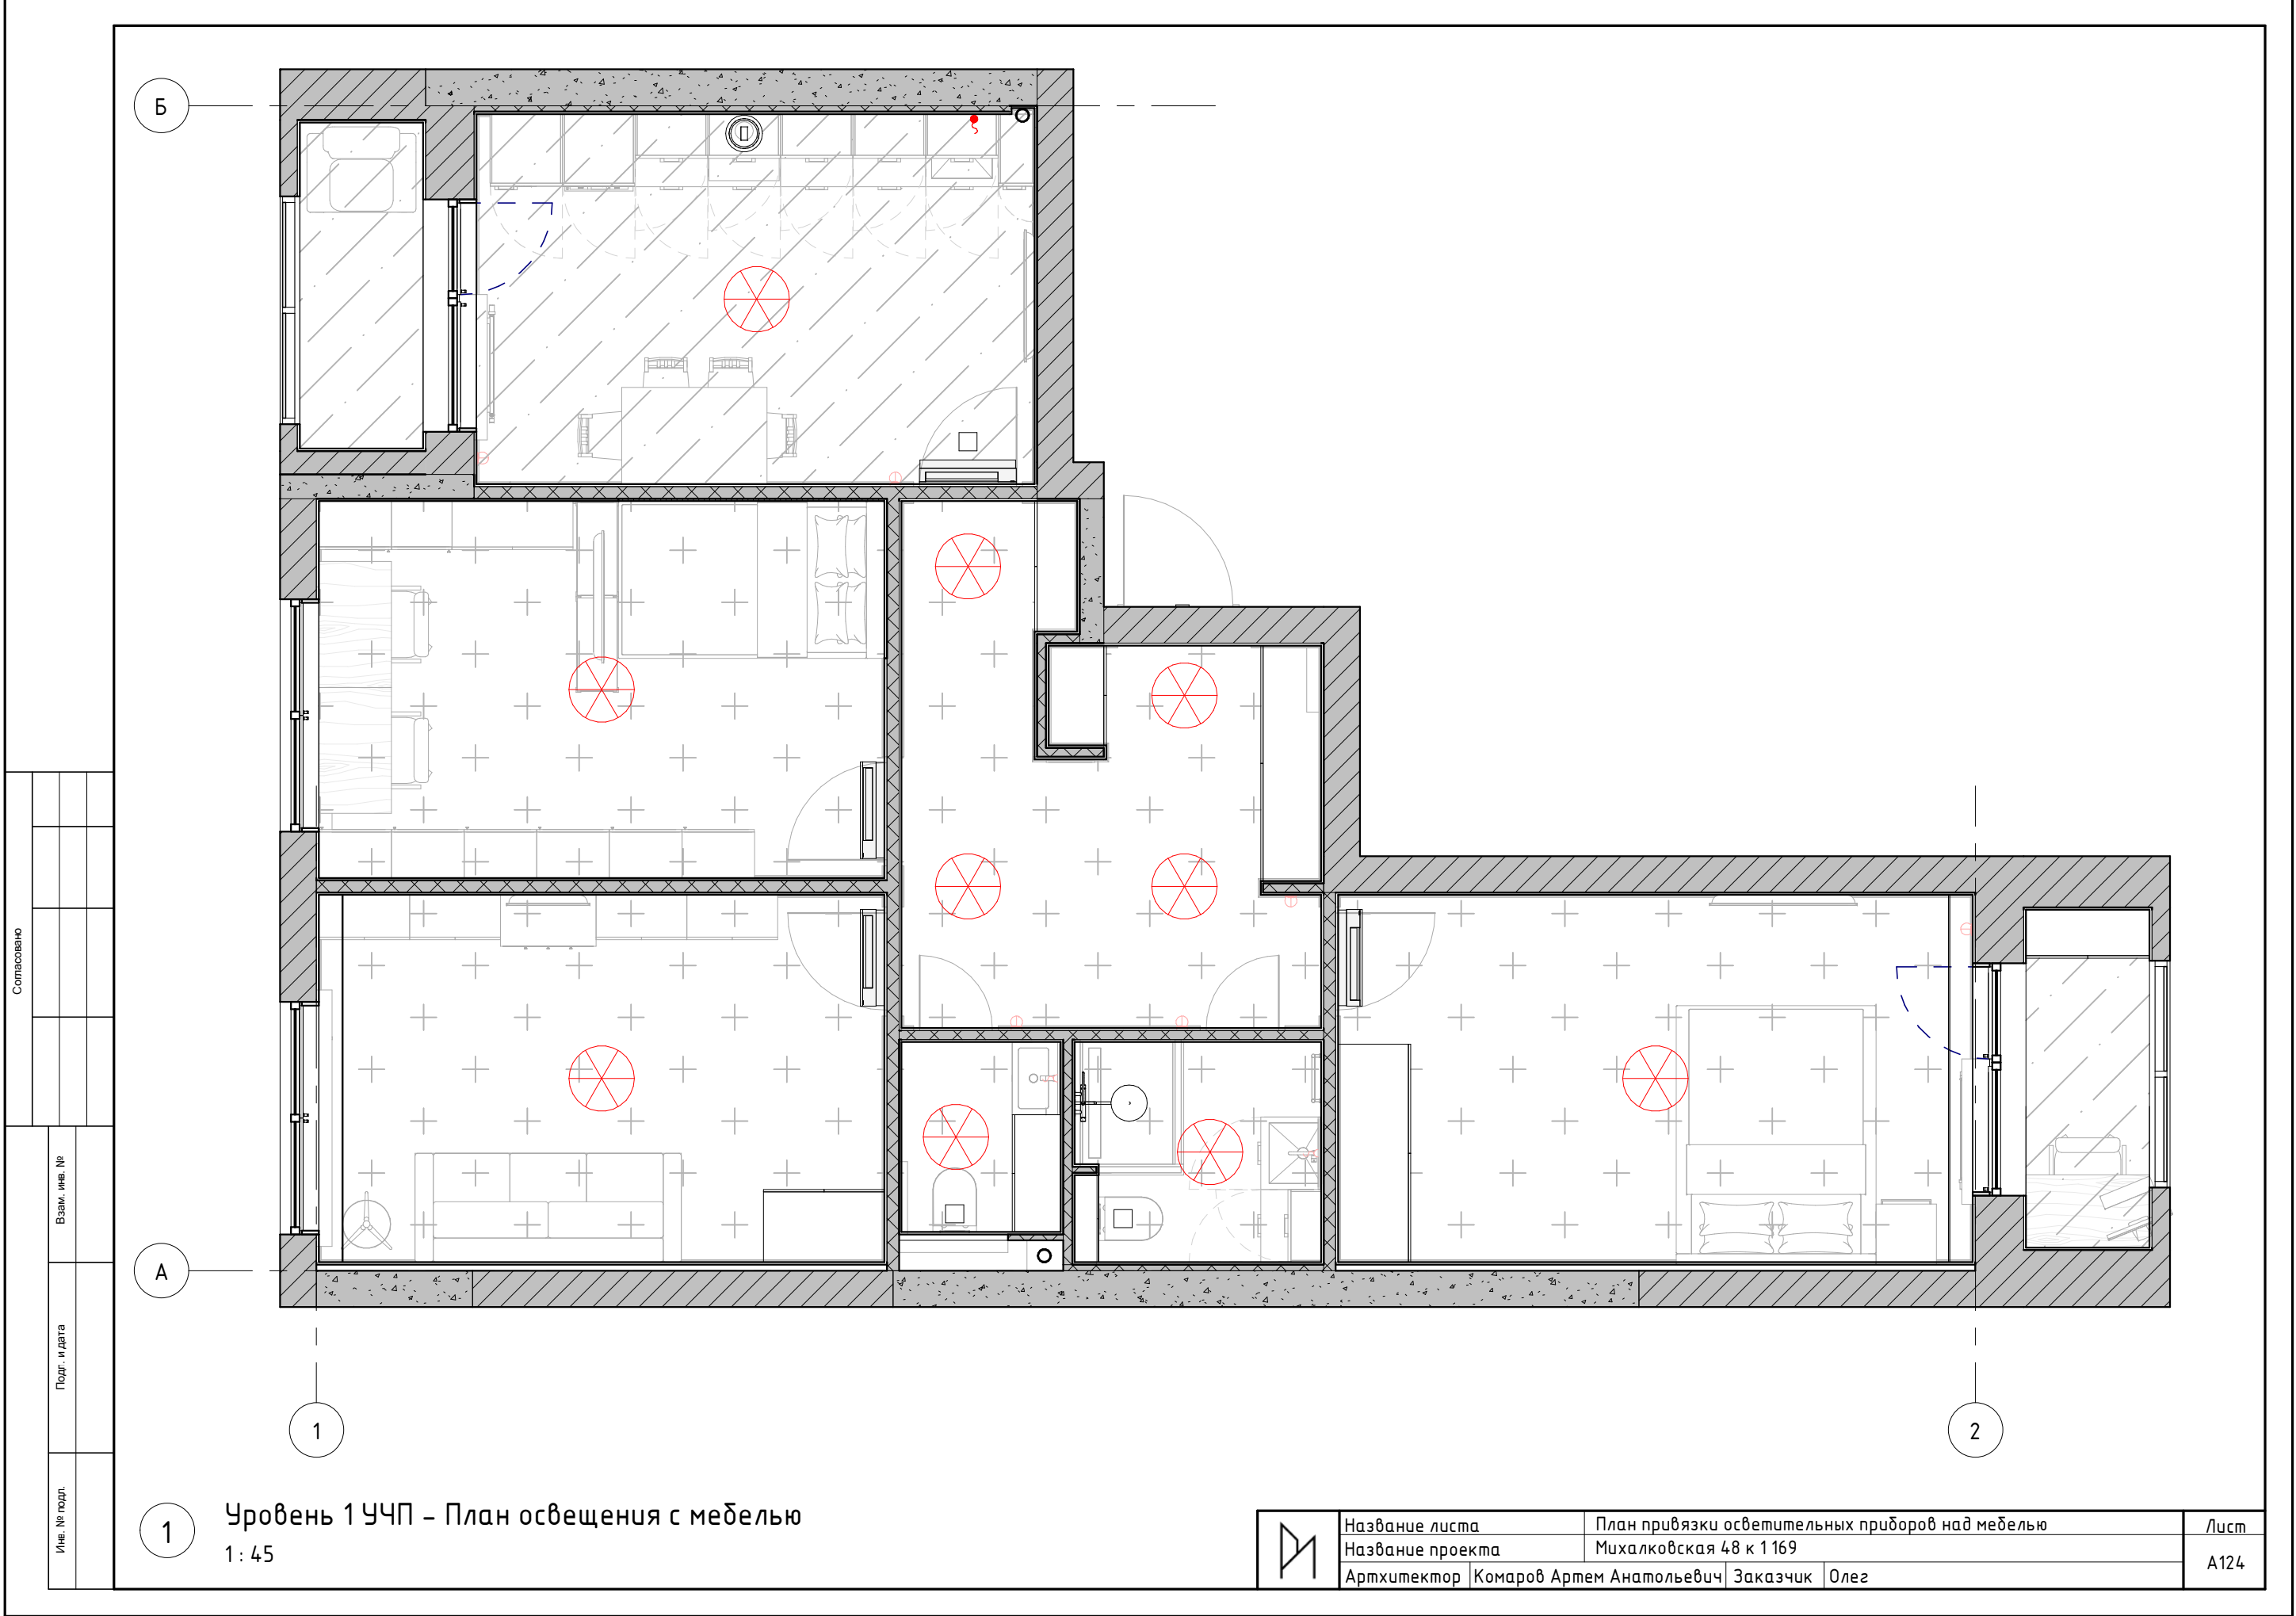 Б
А
1
2
Согласовано
Взам. инв. №
Подг. и дата
Инв. № подл.
1
Уровень 1 УЧП - План освещения с мебелью
1 : 45
Название листа
План привязки осветительных приборов над мебелью
Лист
Название проекта
Михалковская 48 к 1 169
А124
Артхитектор
Комаров Артем Анатольевич
Заказчик
Олег